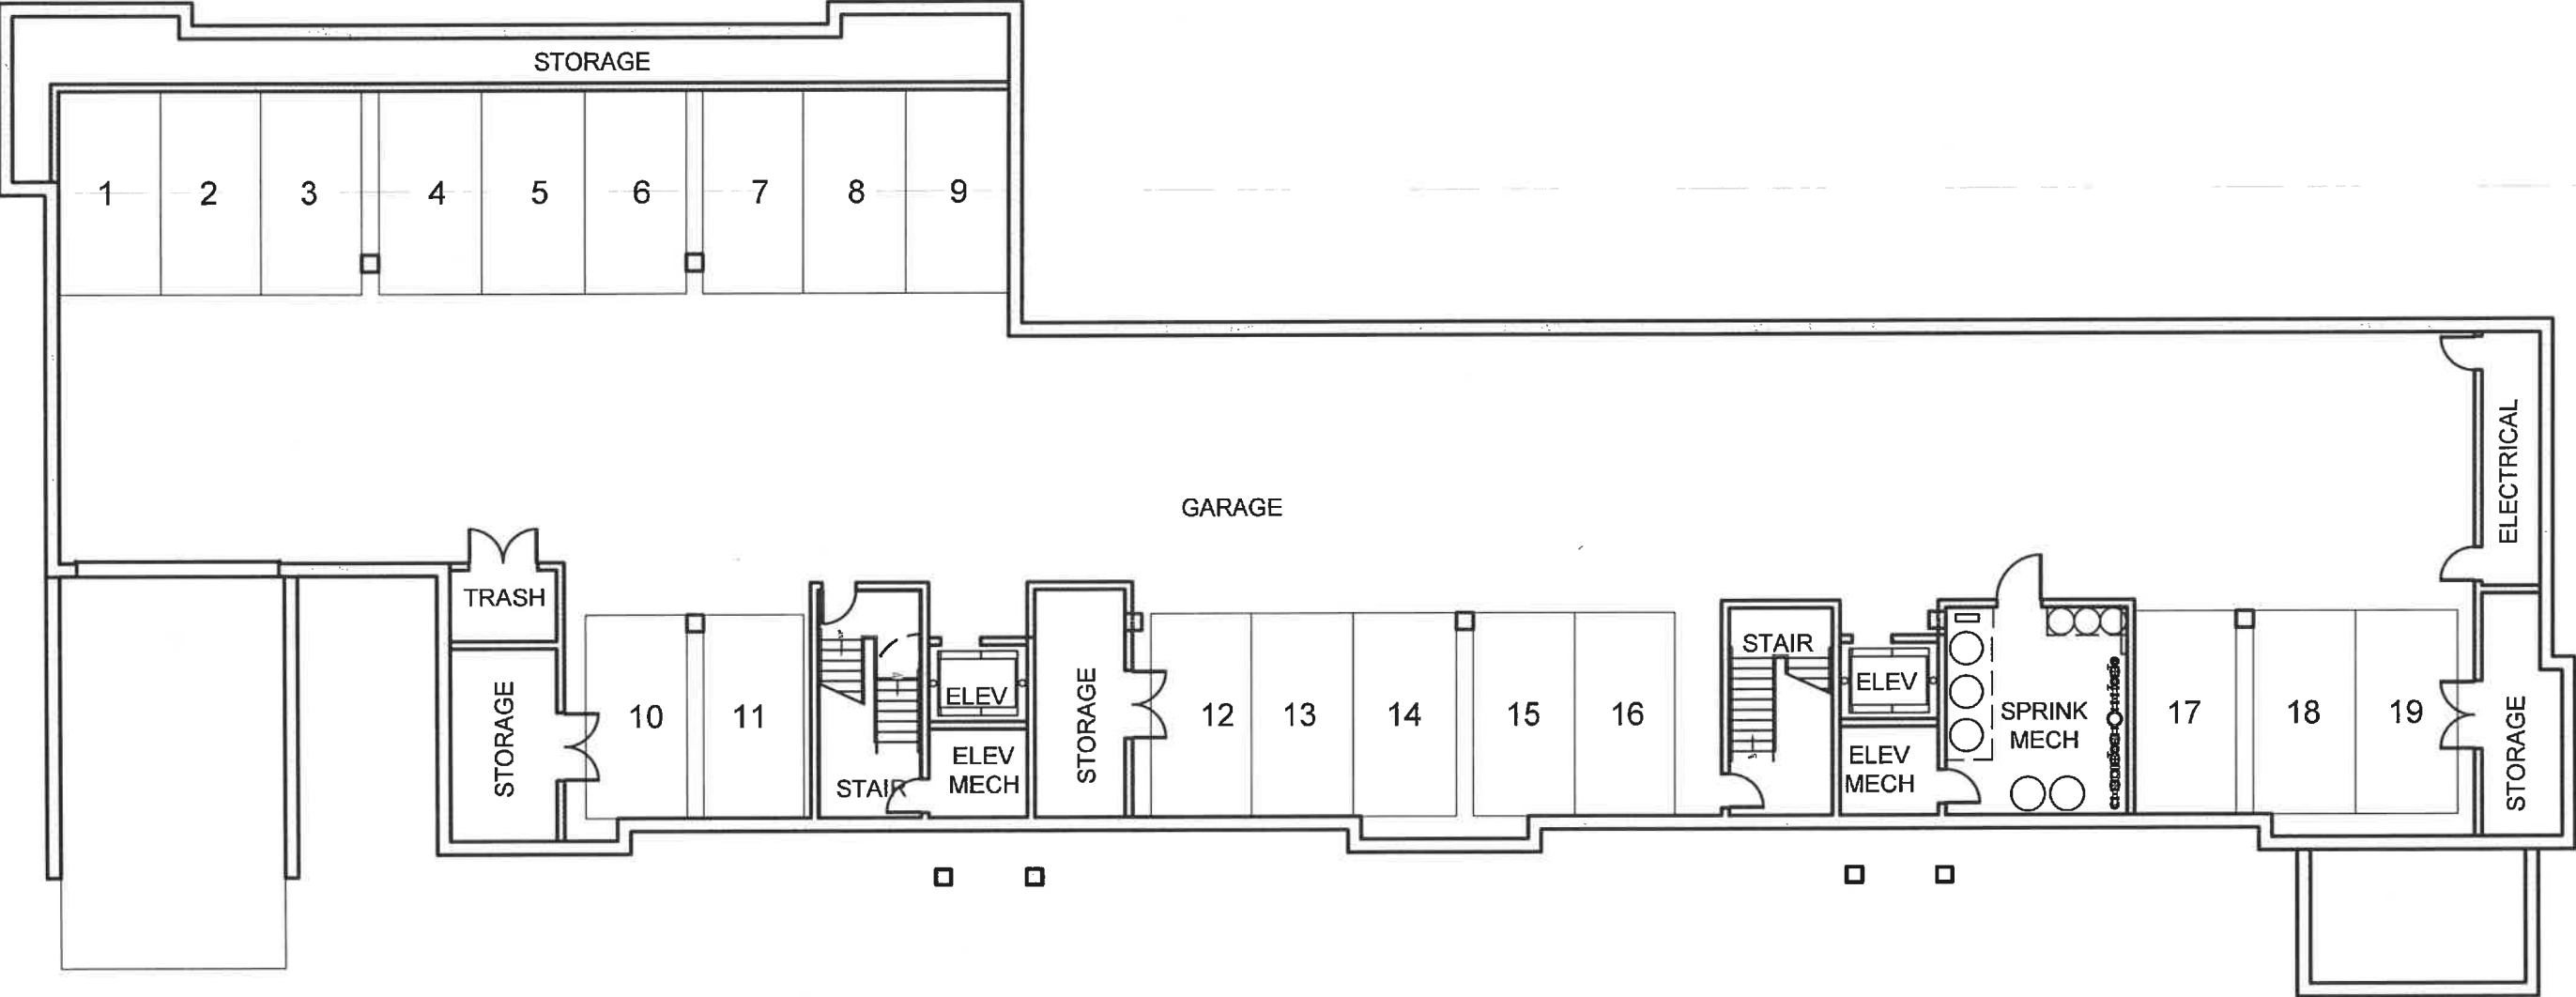 STORAGE
1 2 3 4 5 6 7 8 9
GARAGE
ELECTRICAL
TRASH
STORAGE
10 11
STAIR
ELEV
ELEV
MECH
STORAGE
12 13 14 15 16
STAIR
ELEV
ELEV
MECH
SPRINK
MECH
17 18 19
STORAGE